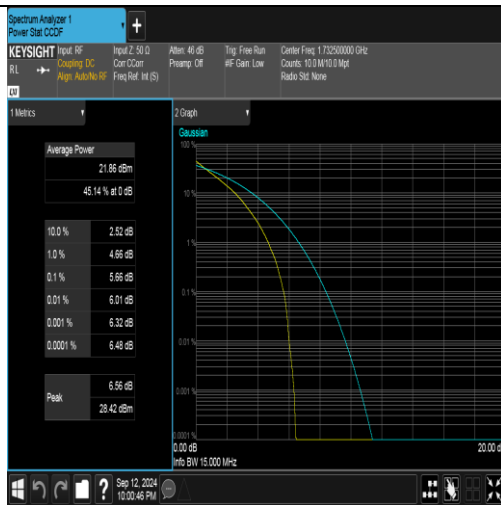 Spectrum Analyzer 1
Power Stat CCDF
KEYSIGHT
RL
Input: RF
Coupling: DC
Align: Auto/No RF
Input Z: 50 Ω
Corr CCorr
Freq Ref: Int (S)
Atten: 46 dB
Preamp: Off
Trig: Free Run
#IF Gain: Low
Center Freq: 1.732500000 GHz
Counts: 10.0 M/10.0 Mpt
Radio Std: None
1 Metrics
Average Power
21.86 dBm
45.14 % at 0 dB
10.0 % 2.52 dB
1.0 % 4.66 dB
0.1 % 5.66 dB
0.01 % 6.01 dB
0.001 % 6.32 dB
0.0001 % 6.48 dB
Peak
6.56 dB
28.42 dBm
2 Graph
Gaussian
100 %
10 %
1 %
0.1 %
0.01 %
0.001 %
0.0001 %
0.00 dB
20.00 d
Info BW 15.000 MHz
Sep 12, 2024
10:00:46 PM